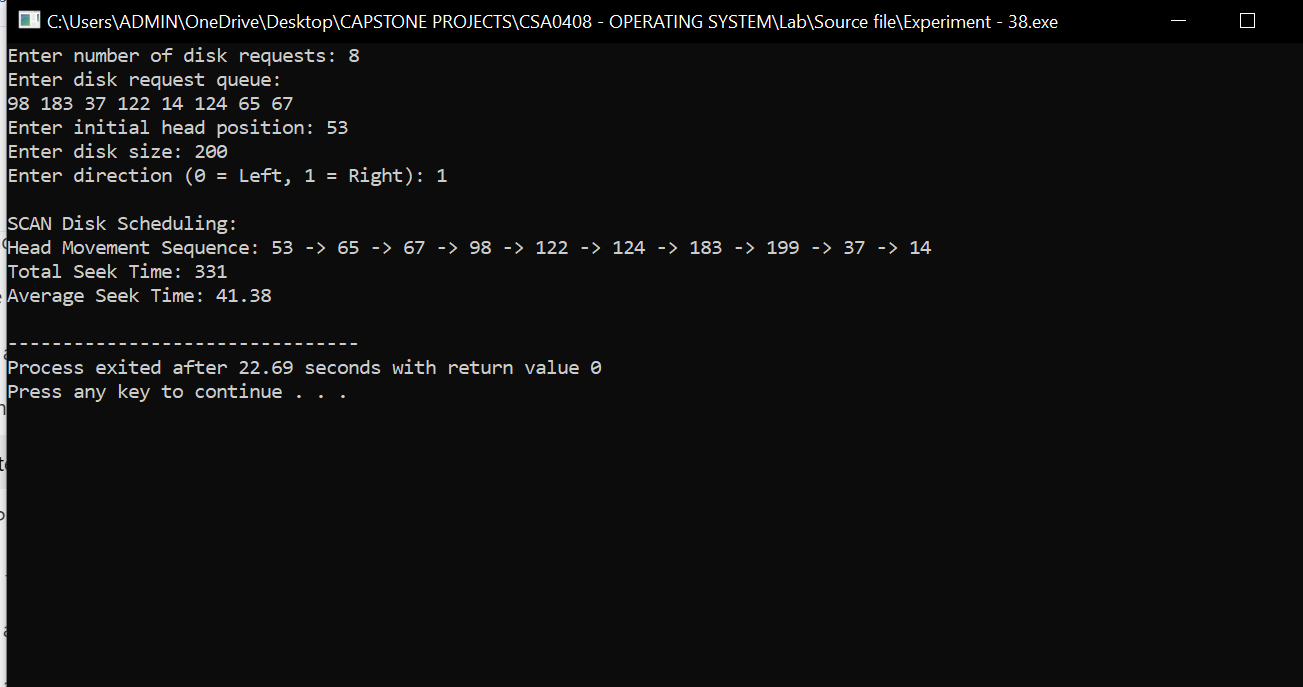 C:\Users\ADMIN\OneDrive\Desktop\CAPSTONE PROJECTS\CSA0408 - OPERATING SYSTEM\Lab\Source file\Experiment - 38.exe
Enter number of disk requests: 8
Enter disk request queue:
98 183 37 122 14 124 65 67
Enter initial head position: 53
Enter disk size: 200
Enter direction (0 = Left, 1 = Right): 1

SCAN Disk Scheduling:
Head Movement Sequence: 53 -> 65 -> 67 -> 98 -> 122 -> 124 -> 183 -> 199 -> 37 -> 14
Total Seek Time: 331
Average Seek Time: 41.38

--------------------------------
Process exited after 22.69 seconds with return value 0
Press any key to continue . . .